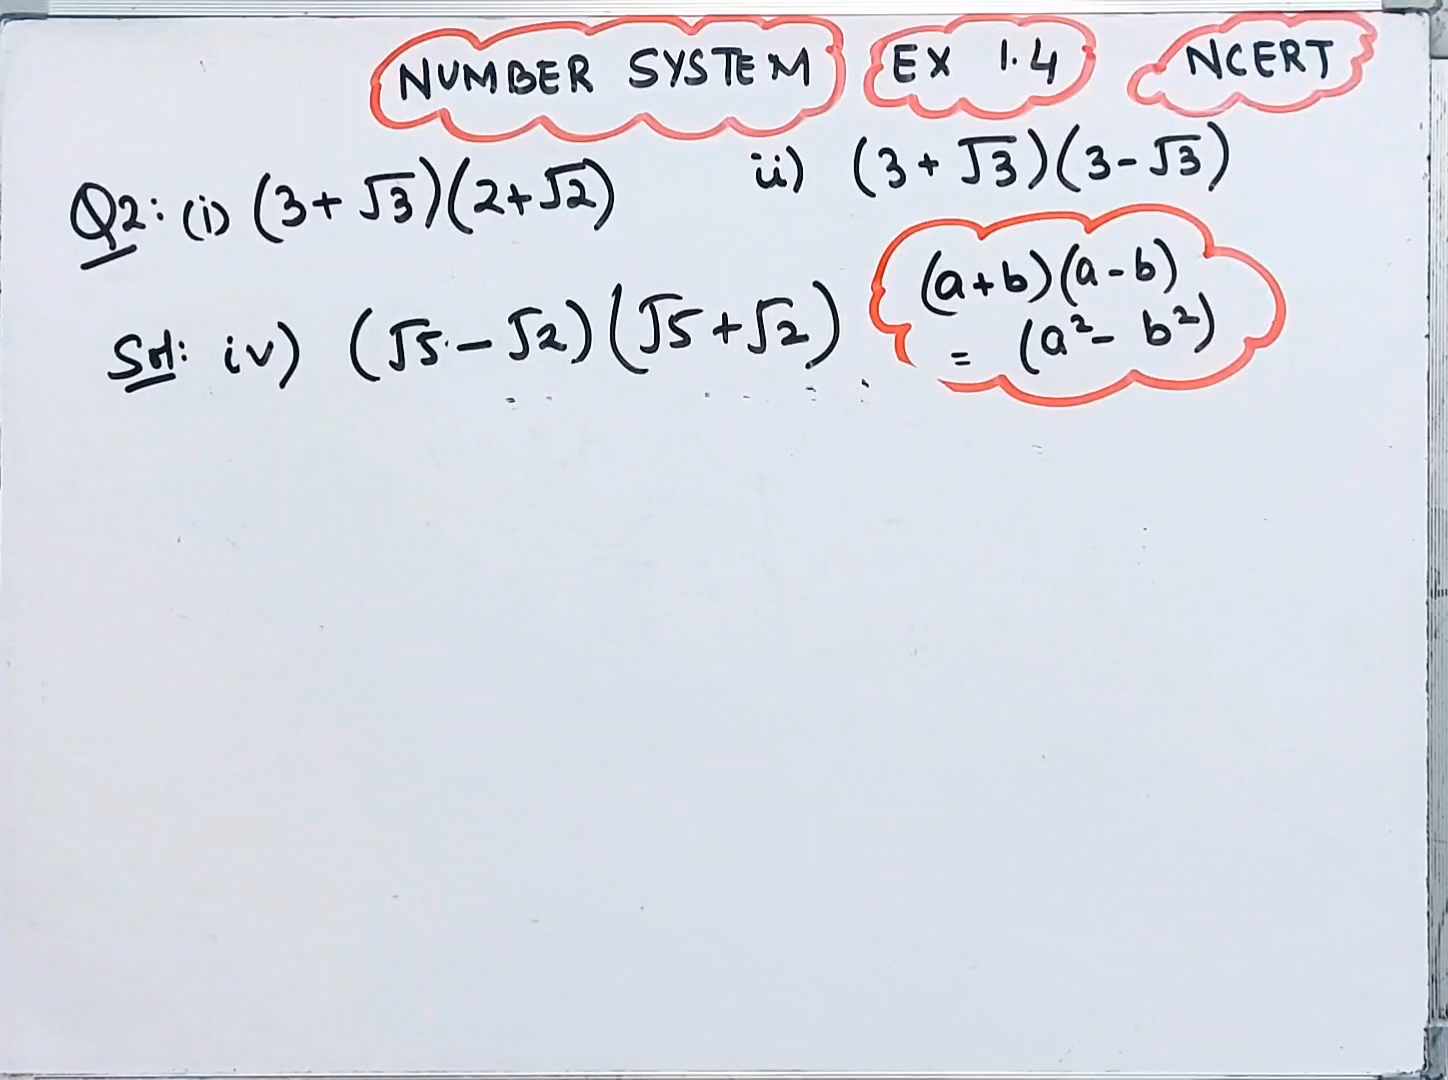 NUMBER SYSTEM EX 1.4 NCERT
Q2: (i) (3+√3)(2+√2) ii) (3+√3)(3-√3)
(a+b)(a-b)
= (a²- b²)
Sol: iv) (√5-√2)(√5+√2)